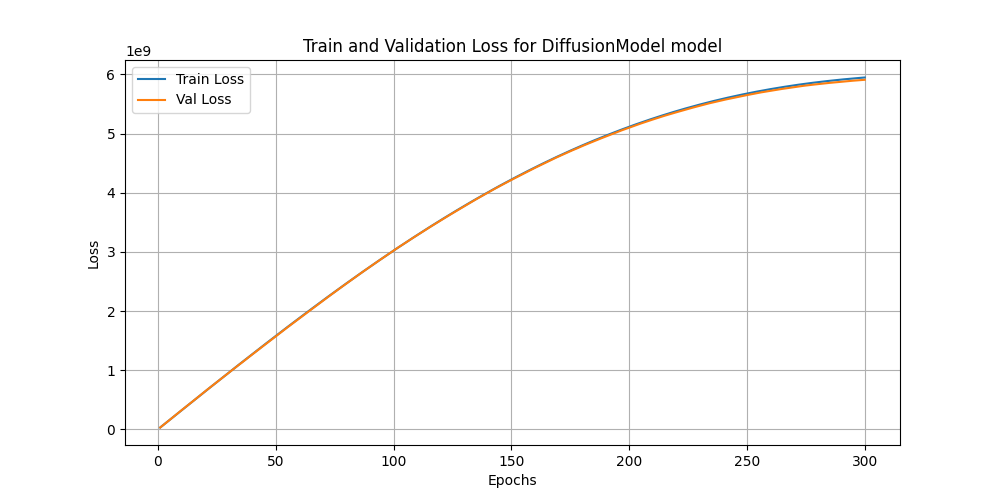 Train and Validation Loss for DiffusionModel model
1e9
Train Loss
Val Loss
6
5
4
3
2
1
0
Loss
0 50 100 150 200 250 300
Epochs